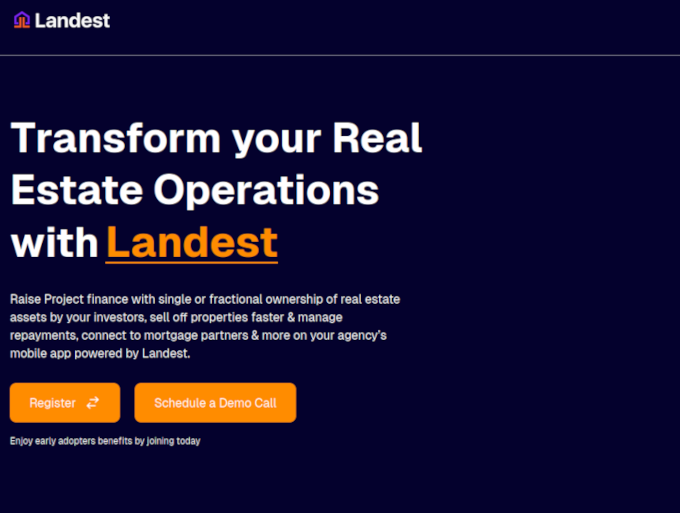 Landest
Transform your Real
Estate Operations
with Landest
Raise Project finance with single or fractional ownership of real estate
assets by your investors, sell off properties faster & manage
repayments, connect to mortgage partners & more on your agency's
mobile app powered by Landest.
Register
Schedule a Demo Call
Enjoy early adopters benefits by joining today